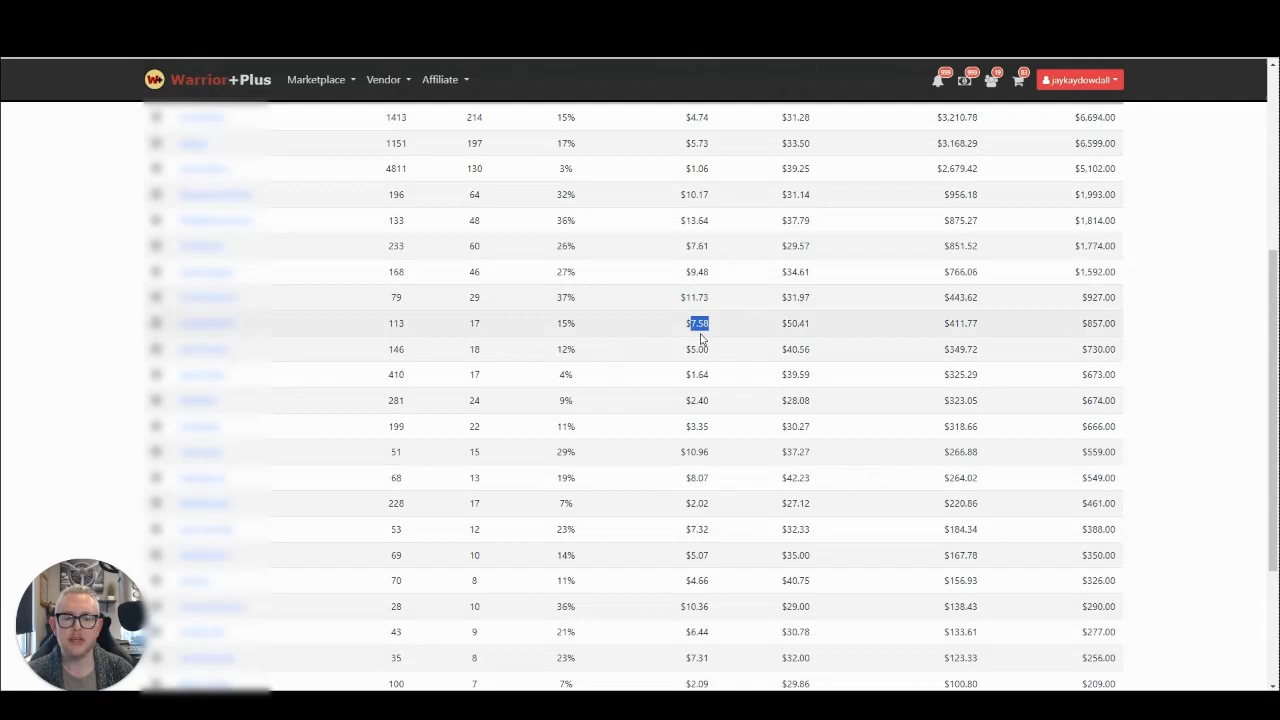 W+ Warrior+Plus Marketplace Vendor Affiliate 999 999 19 83 jaykaydowdall
1413 214 15% $4.74 $31.28 $3,210.78 $6,694.00
1151 197 17% $5.73 $33.50 $3,168.29 $6,599.00
4811 130 3% $1.06 $39.25 $2,679.42 $5,102.00
196 64 32% $10.17 $31.14 $956.18 $1,993.00
133 48 36% $13.64 $37.79 $875.27 $1,814.00
233 60 26% $7.61 $29.57 $851.52 $1,774.00
168 46 27% $9.48 $34.61 $766.06 $1,592.00
79 29 37% $11.73 $31.97 $443.62 $927.00
113 17 15% $7.58 $50.41 $411.77 $857.00
146 18 12% $5.00 $40.56 $349.72 $730.00
410 17 4% $1.64 $39.59 $325.29 $673.00
281 24 9% $2.40 $28.08 $323.05 $674.00
199 22 11% $3.35 $30.27 $318.66 $666.00
51 15 29% $10.96 $37.27 $266.88 $559.00
68 13 19% $8.07 $42.23 $264.02 $549.00
228 17 7% $2.02 $27.12 $220.86 $461.00
53 12 23% $7.32 $32.33 $184.34 $388.00
69 10 14% $5.07 $35.00 $167.78 $350.00
70 8 11% $4.66 $40.75 $156.93 $326.00
28 10 36% $10.36 $29.00 $138.43 $290.00
43 9 21% $6.44 $30.78 $133.61 $277.00
35 8 23% $7.31 $32.00 $123.33 $256.00
100 7 7% $2.09 $29.86 $100.80 $209.00